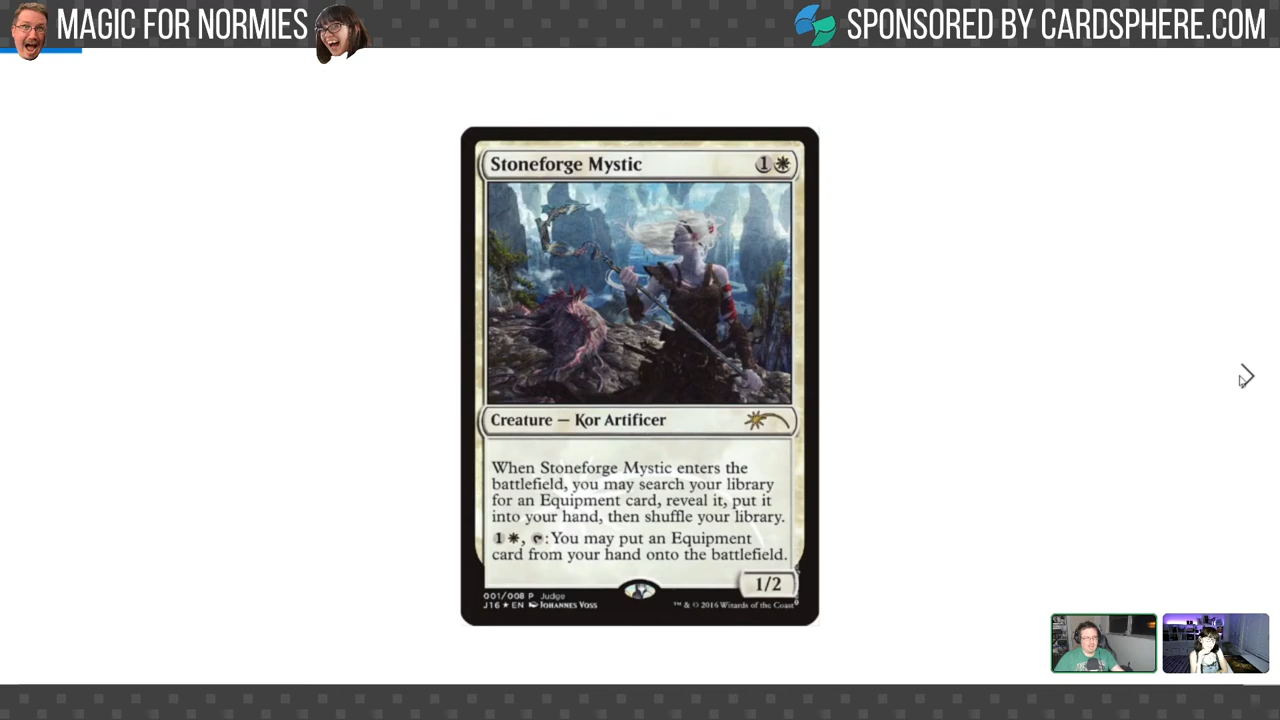 MAGIC FOR NORMIES
SPONSORED BY CARDSPHERE.COM
Stoneforge Mystic 1
Creature — Kor Artificer
When Stoneforge Mystic enters the
battlefield, you may search your library
for an Equipment card, reveal it, put it
into your hand, then shuffle your library.
1 , : You may put an Equipment
card from your hand onto the battlefield.
1/2
001/008 P Judge
J16 ★ EN Johannes Voss
™ & © 2016 Wizards of the Coast